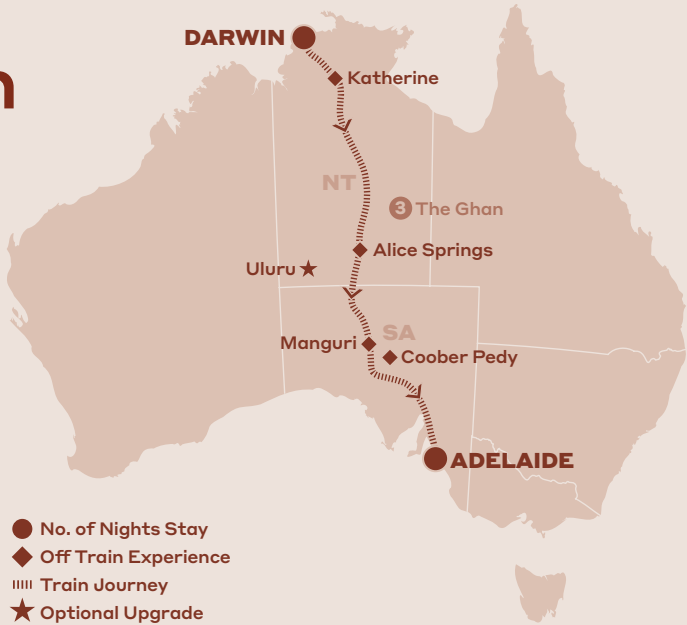 n
DARWIN
Katherine
NT
3 The Ghan
Alice Springs
Uluru
SA
Manguri
Coober Pedy
ADELAIDE
No. of Nights Stay
Off Train Experience
Train Journey
Optional Upgrade